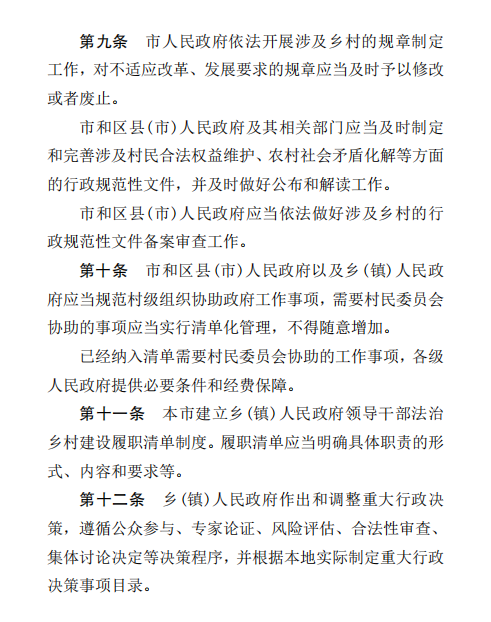 第九条　市人民政府依法开展涉及乡村的规章制定
工作，对不适应改革、发展要求的规章应当及时予以修改
或者废止。
市和区县(市)人民政府及其相关部门应当及时制定
和完善涉及村民合法权益维护、农村社会矛盾化解等方面
的行政规范性文件，并及时做好公布和解读工作。
市和区县(市)人民政府应当依法做好涉及乡村的行
政规范性文件备案审查工作。
第十条　市和区县(市)人民政府以及乡(镇)人民政
府应当规范村级组织协助政府工作事项，需要村民委员会
协助的事项应当实行清单化管理，不得随意增加。
已经纳入清单需要村民委员会协助的工作事项，各级
人民政府提供必要条件和经费保障。
第十一条　本市建立乡(镇)人民政府领导干部法治
乡村建设履职清单制度。履职清单应当明确具体职责的形
式、内容和要求等。
第十二条　乡(镇)人民政府作出和调整重大行政决
策，遵循公众参与、专家论证、风险评估、合法性审查、
集体讨论决定等决策程序，并根据本地实际制定重大行政
决策事项目录。